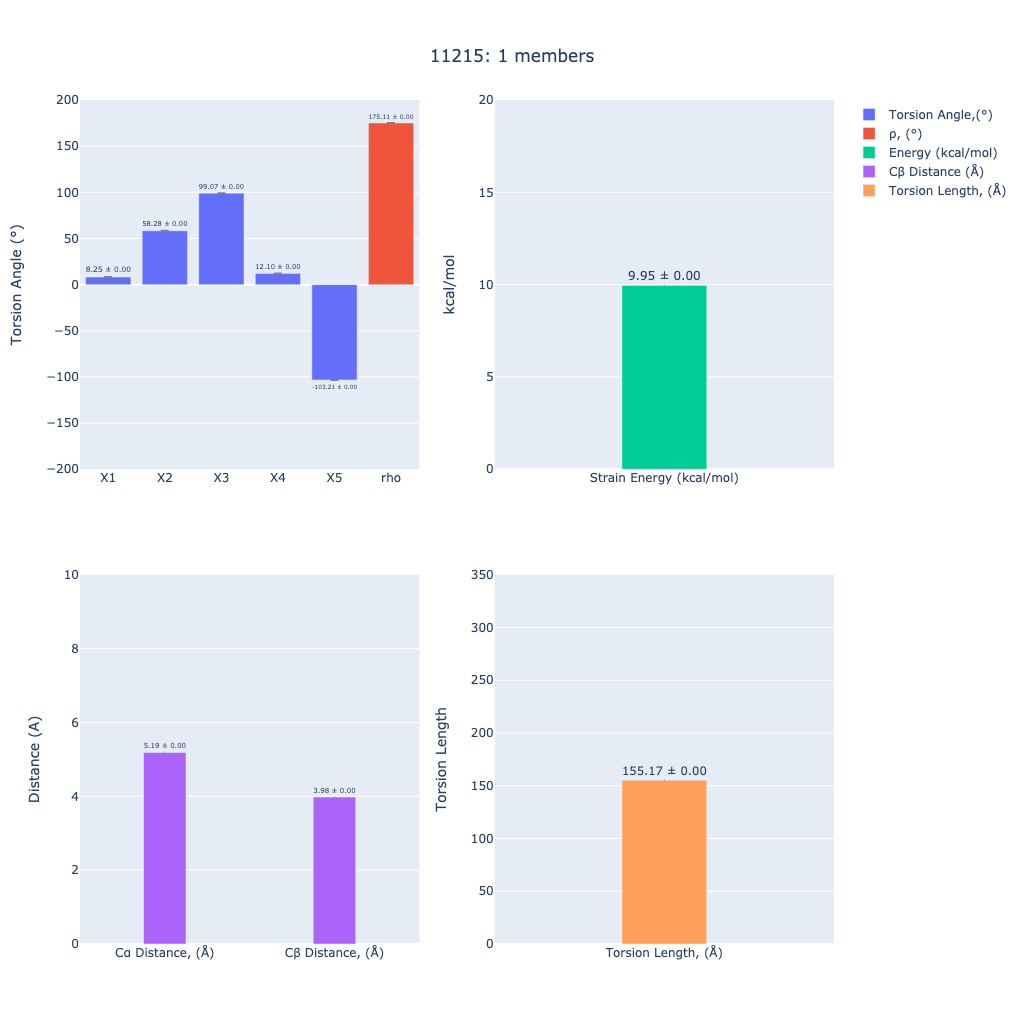 11215: 1 members
Torsion Angle (°)
200
150
100
50
0
−50
−100
−150
−200
8.25 ± 0.00
58.28 ± 0.00
99.07 ± 0.00
12.10 ± 0.00
-103.21 ± 0.00
175.11 ± 0.00
X1 X2 X3 X4 X5 rho
kcal/mol
20
15
10
5
0
9.95 ± 0.00
Strain Energy (kcal/mol)
Torsion Angle,(°)
ρ, (°)
Energy (kcal/mol)
Cβ Distance (Å)
Torsion Length, (Å)
Distance (A)
10
8
6
4
2
0
5.19 ± 0.00
3.98 ± 0.00
Cα Distance, (Å) Cβ Distance, (Å)
Torsion Length
350
300
250
200
150
100
50
0
155.17 ± 0.00
Torsion Length, (Å)